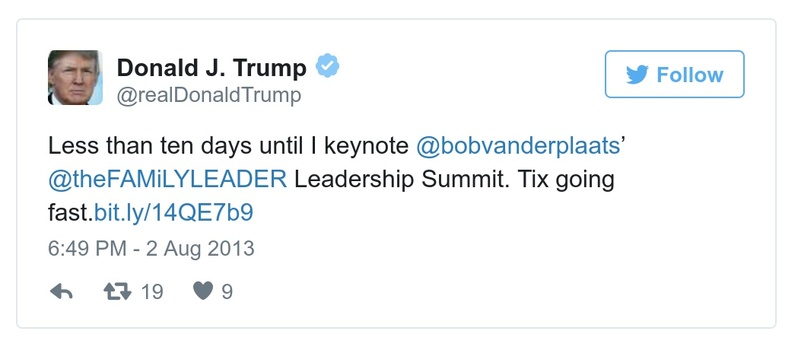 Donald J. Trump
@realDonaldTrump
Follow
Less than ten days until I keynote @bobvanderplaats’
@theFAMiLYLEADER Leadership Summit. Tix going
fast.bit.ly/14QE7b9
6:49 PM - 2 Aug 2013
19 9